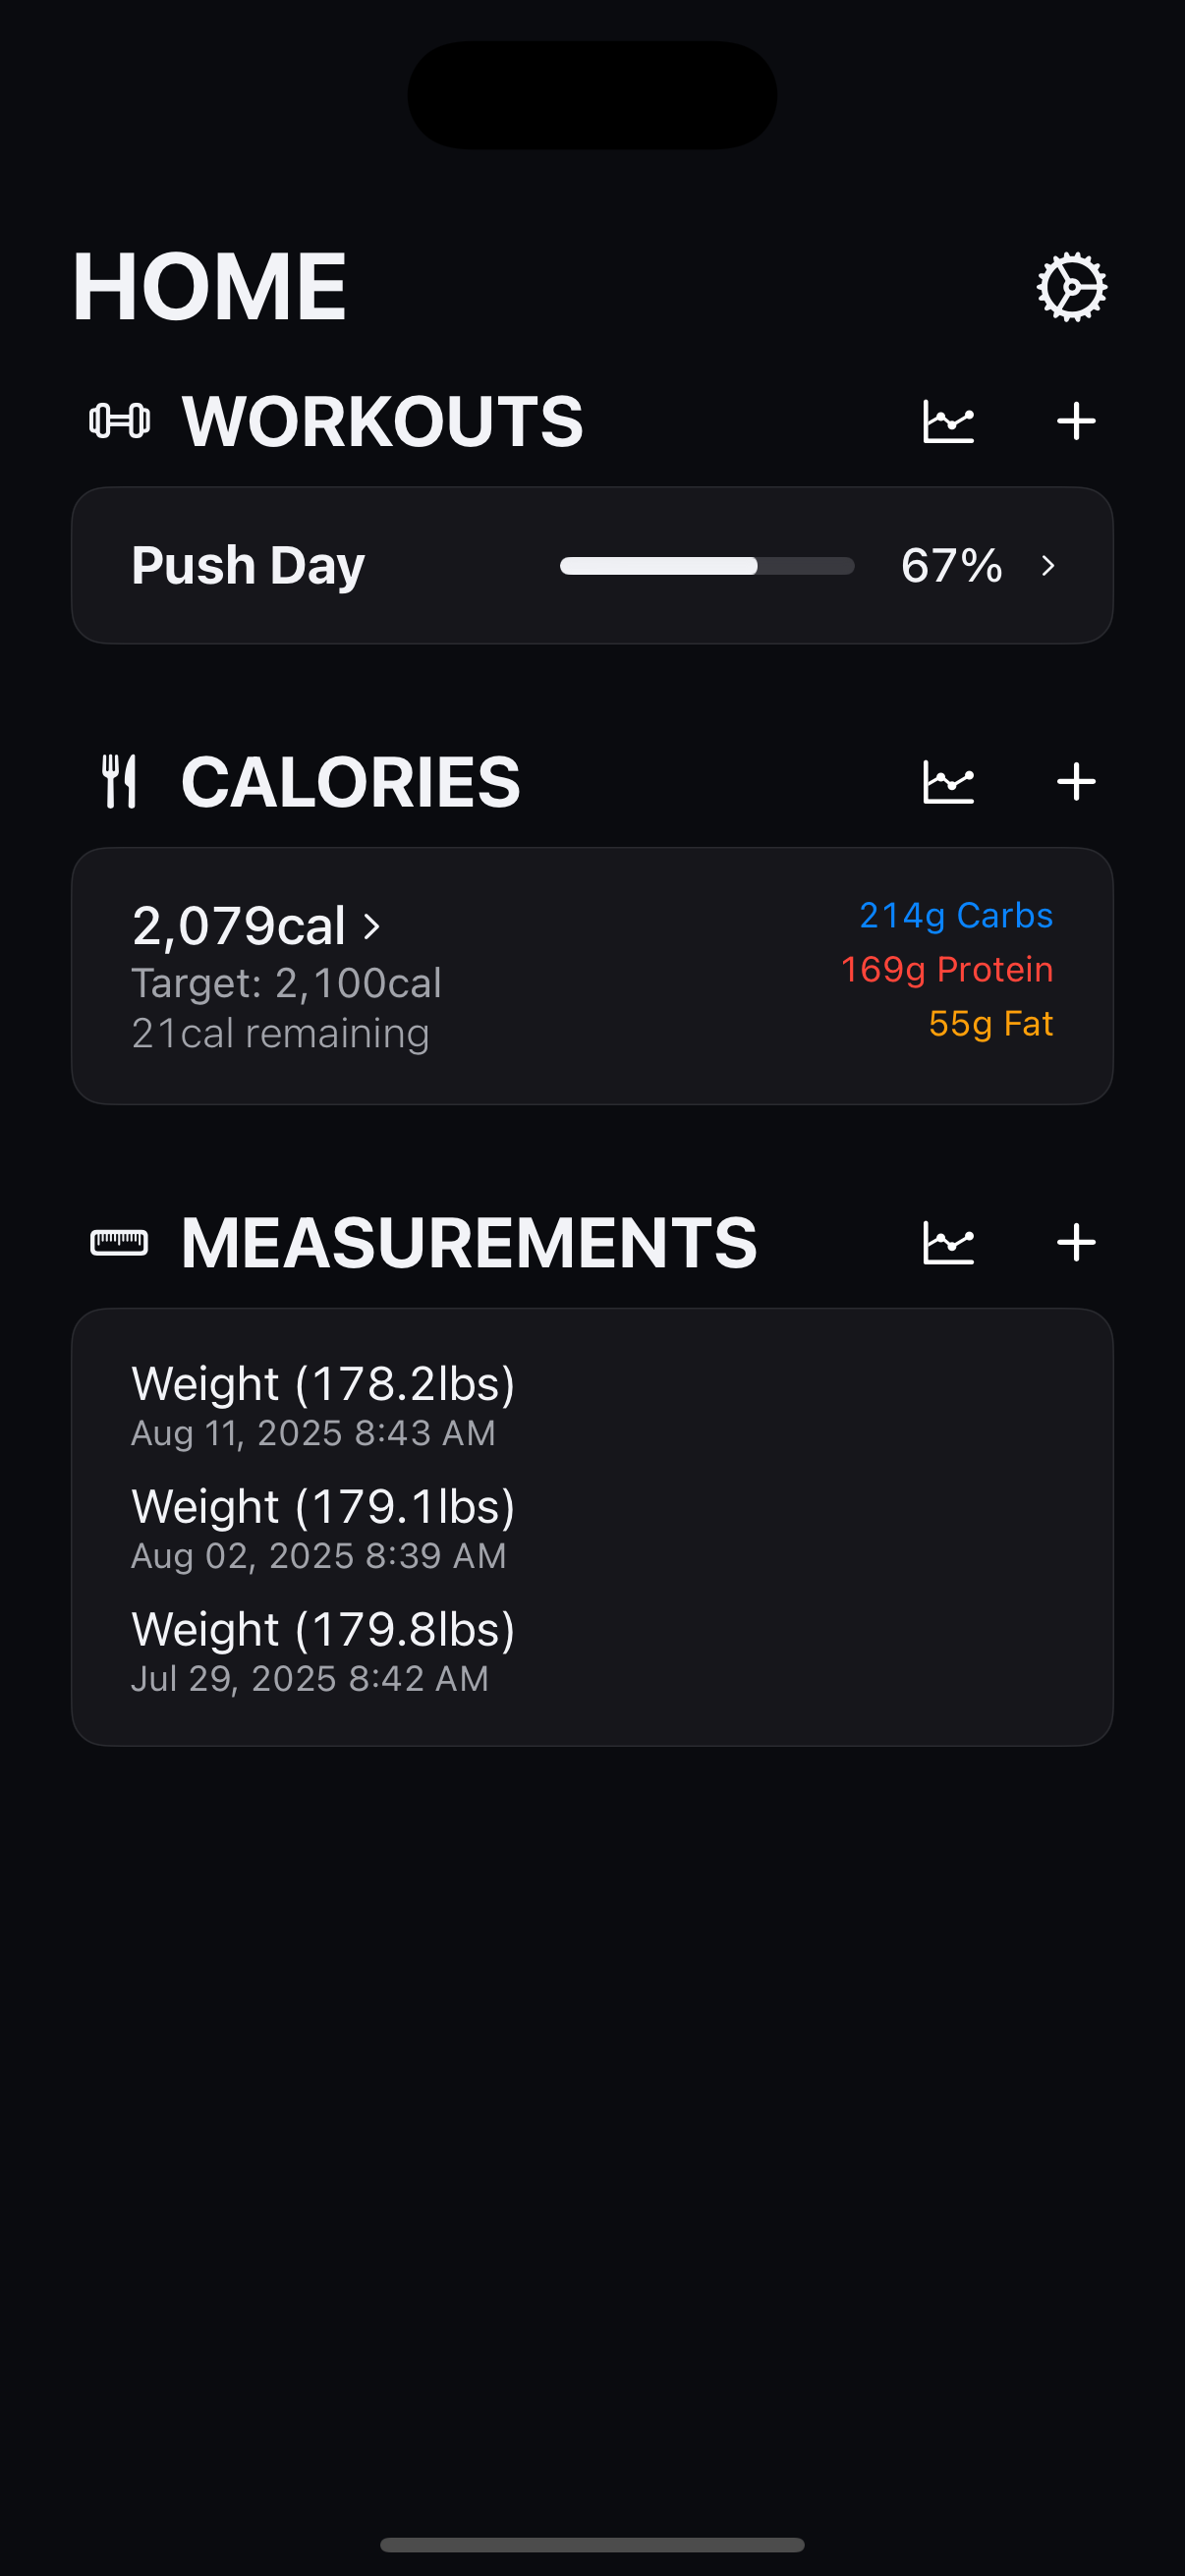 HOME
WORKOUTS
Push Day 67%
CALORIES
2,079cal
Target: 2,100cal
21cal remaining
214g Carbs
169g Protein
55g Fat
MEASUREMENTS
Weight (178.2lbs)
Aug 11, 2025 8:43 AM
Weight (179.1lbs)
Aug 02, 2025 8:39 AM
Weight (179.8lbs)
Jul 29, 2025 8:42 AM